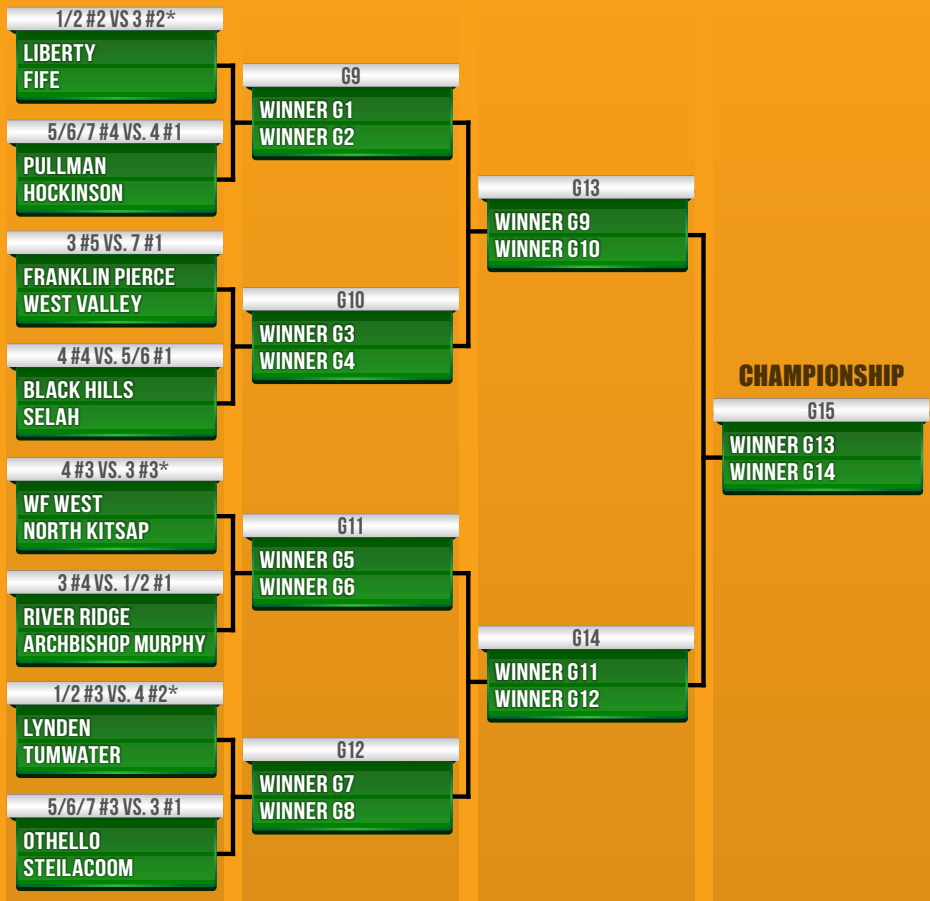 1/2 #2 VS 3 #2*
LIBERTY
FIFE
5/6/7 #4 VS. 4 #1
PULLMAN
HOCKINSON
3 #5 VS. 7 #1
FRANKLIN PIERCE
WEST VALLEY
4 #4 VS. 5/6 #1
BLACK HILLS
SELAH
4 #3 VS. 3 #3*
WF WEST
NORTH KITSAP
3 #4 VS. 1/2 #1
RIVER RIDGE
ARCHBISHOP MURPHY
1/2 #3 VS. 4 #2*
LYNDEN
TUMWATER
5/6/7 #3 VS. 3 #1
OTHELLO
STEILACOOM
G9
WINNER G1
WINNER G2
G10
WINNER G3
WINNER G4
G11
WINNER G5
WINNER G6
G12
WINNER G7
WINNER G8
G13
WINNER G9
WINNER G10
G14
WINNER G11
WINNER G12
CHAMPIONSHIP
G15
WINNER G13
WINNER G14